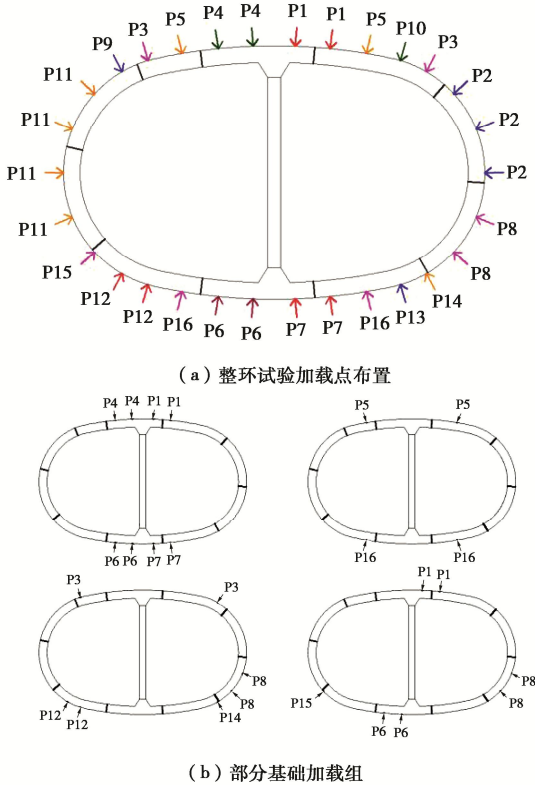 P4 P4 P1 P1
P5 P5
P3 P10
P9 P3
P11 P2
P11 P2
P11 P2
P11 P8
P15 P8
P12 P14
P12 P13
P16 P6 P6 P7 P7 P16
(a)整环试验加载点布置
P4 P4 P1 P1
P6 P6 P7 P7
P5 P5
P16 P16
P3 P3
P8
P12 P12 P14 P8
P1 P1
P8
P15 P8
P6 P6
(b)部分基础加载组